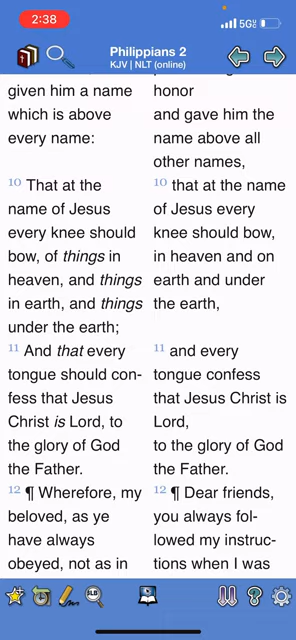 2:38
5G
Philippians 2
KJV | NLT (online)
given him a name
which is above
every name:
10 That at the
name of Jesus
every knee should
bow, of things in
heaven, and things
in earth, and things
under the earth;
11 And that every
tongue should con-
fess that Jesus
Christ is Lord, to
the glory of God
the Father.
12 ¶ Wherefore, my
beloved, as ye
have always
obeyed, not as in
honor
and gave him the
name above all
other names,
10 that at the name
of Jesus every
knee should bow,
in heaven and on
earth and under
the earth,
11 and every
tongue confess
that Jesus Christ is
Lord,
to the glory of God
the Father.
12 ¶ Dear friends,
you always fol-
lowed my instruc-
tions when I was
BLB